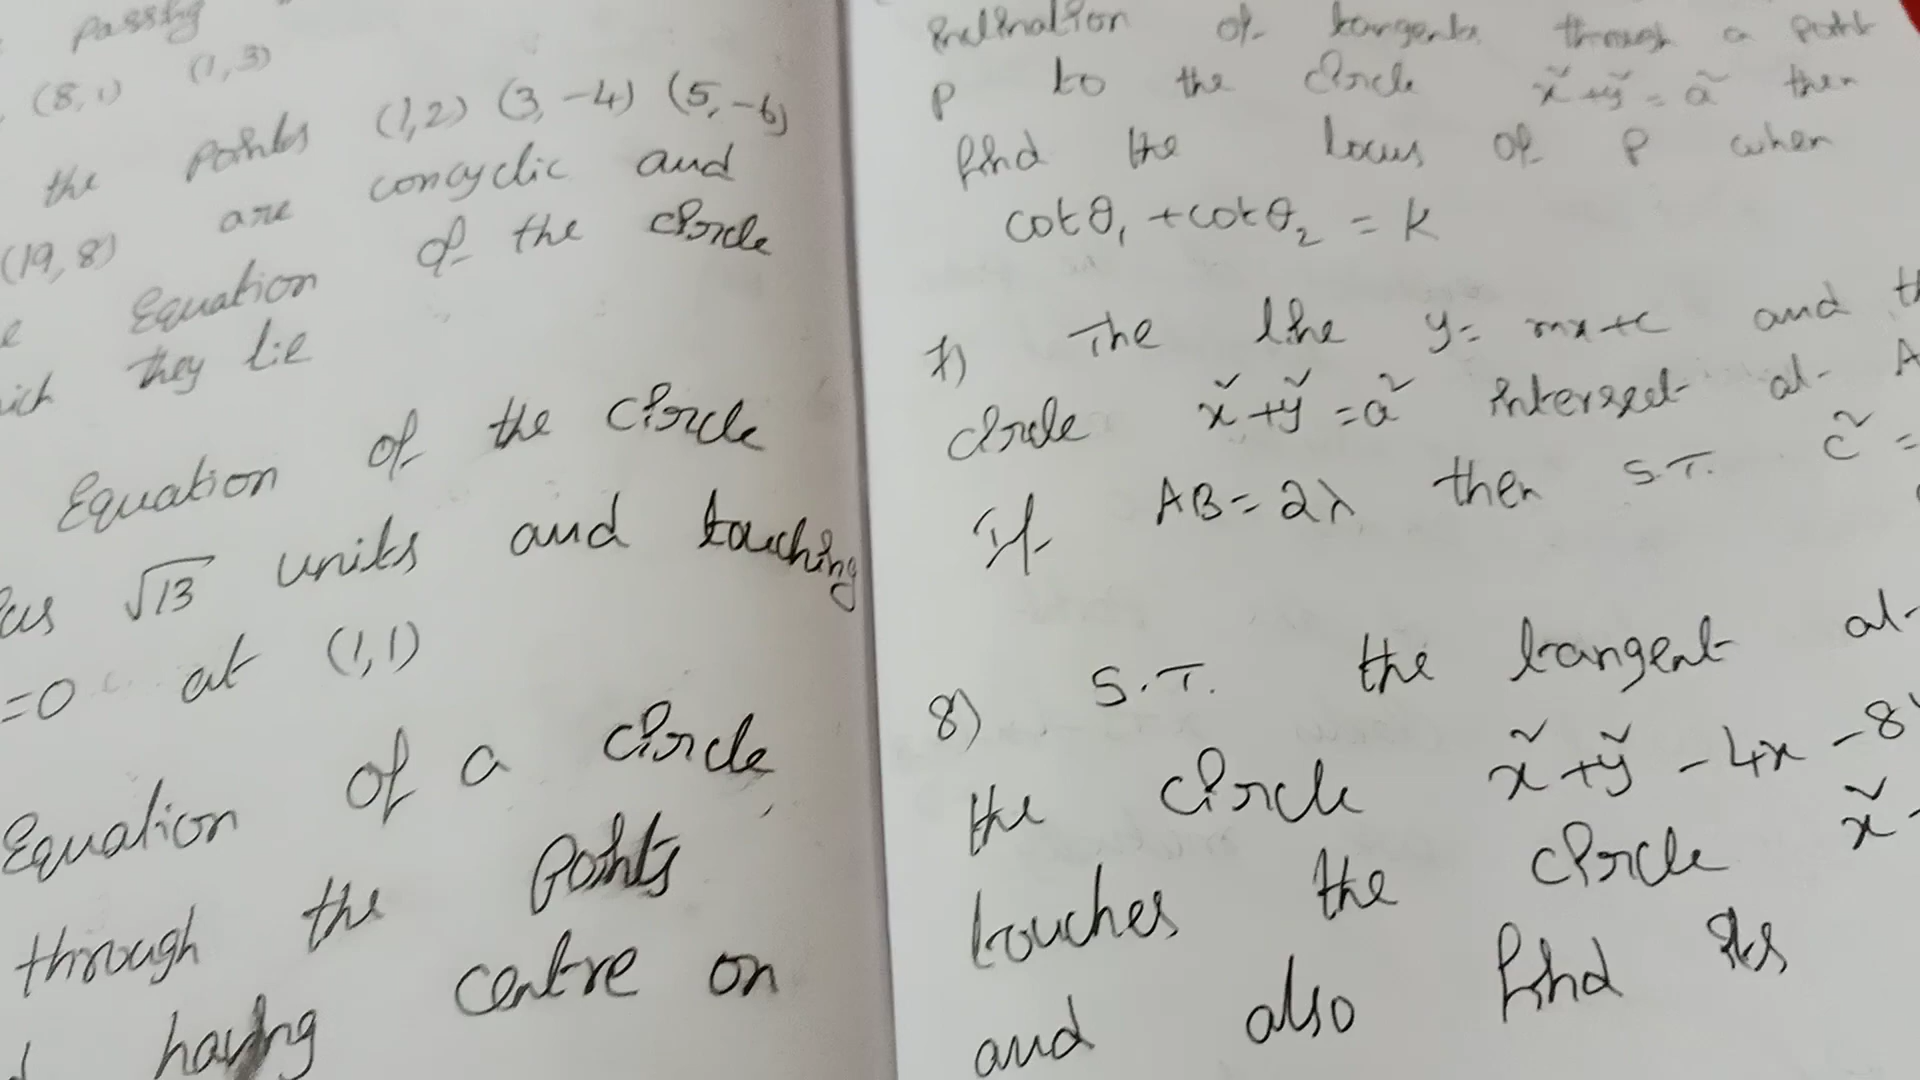 Passing
(8,1) (1,3)
the points (1,2) (3,-4) (5,-6)
(19,8) are concyclic and
Equation of the circle
which they lie
Equation of the circle
√13 units and touching
=0 at (1,1)
Equation of a circle
through the points
having centre on
inclination of tangents through a point
P to the circle x²+y²=a² then
find the locus of P when
cotθ₁+cotθ₂=k
7) The line y=mx+c and
circle x²+y²=a² intersect at A
If AB=2λ then S.T. c²=
8) S.T. the tangent at
the circle x²+y²-4x-8
touches the circle x²
and also find its